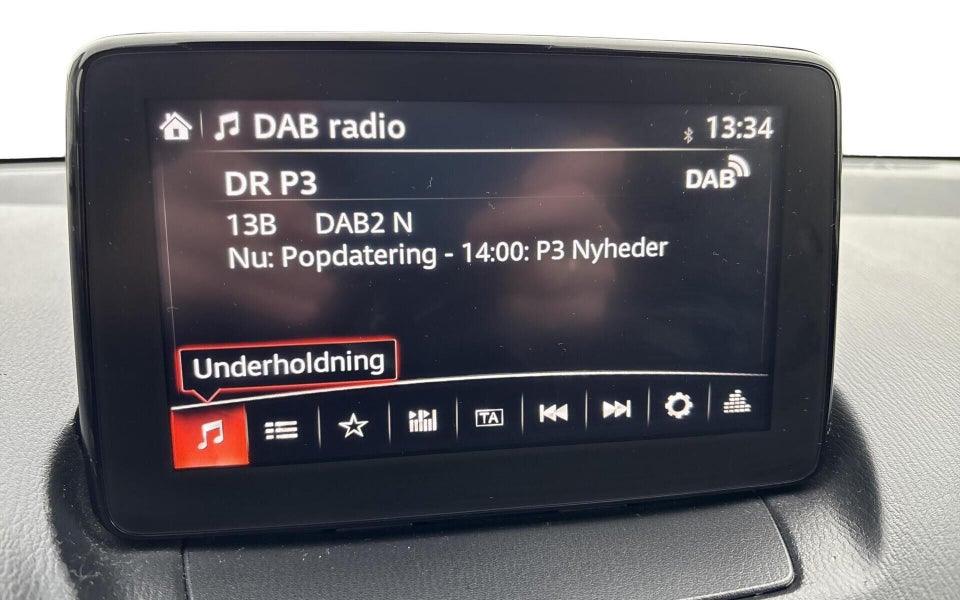 DAB radio 13:34
DR P3 DAB
13B DAB2 N
Nu: Popdatering - 14:00: P3 Nyheder
Underholdning
TA